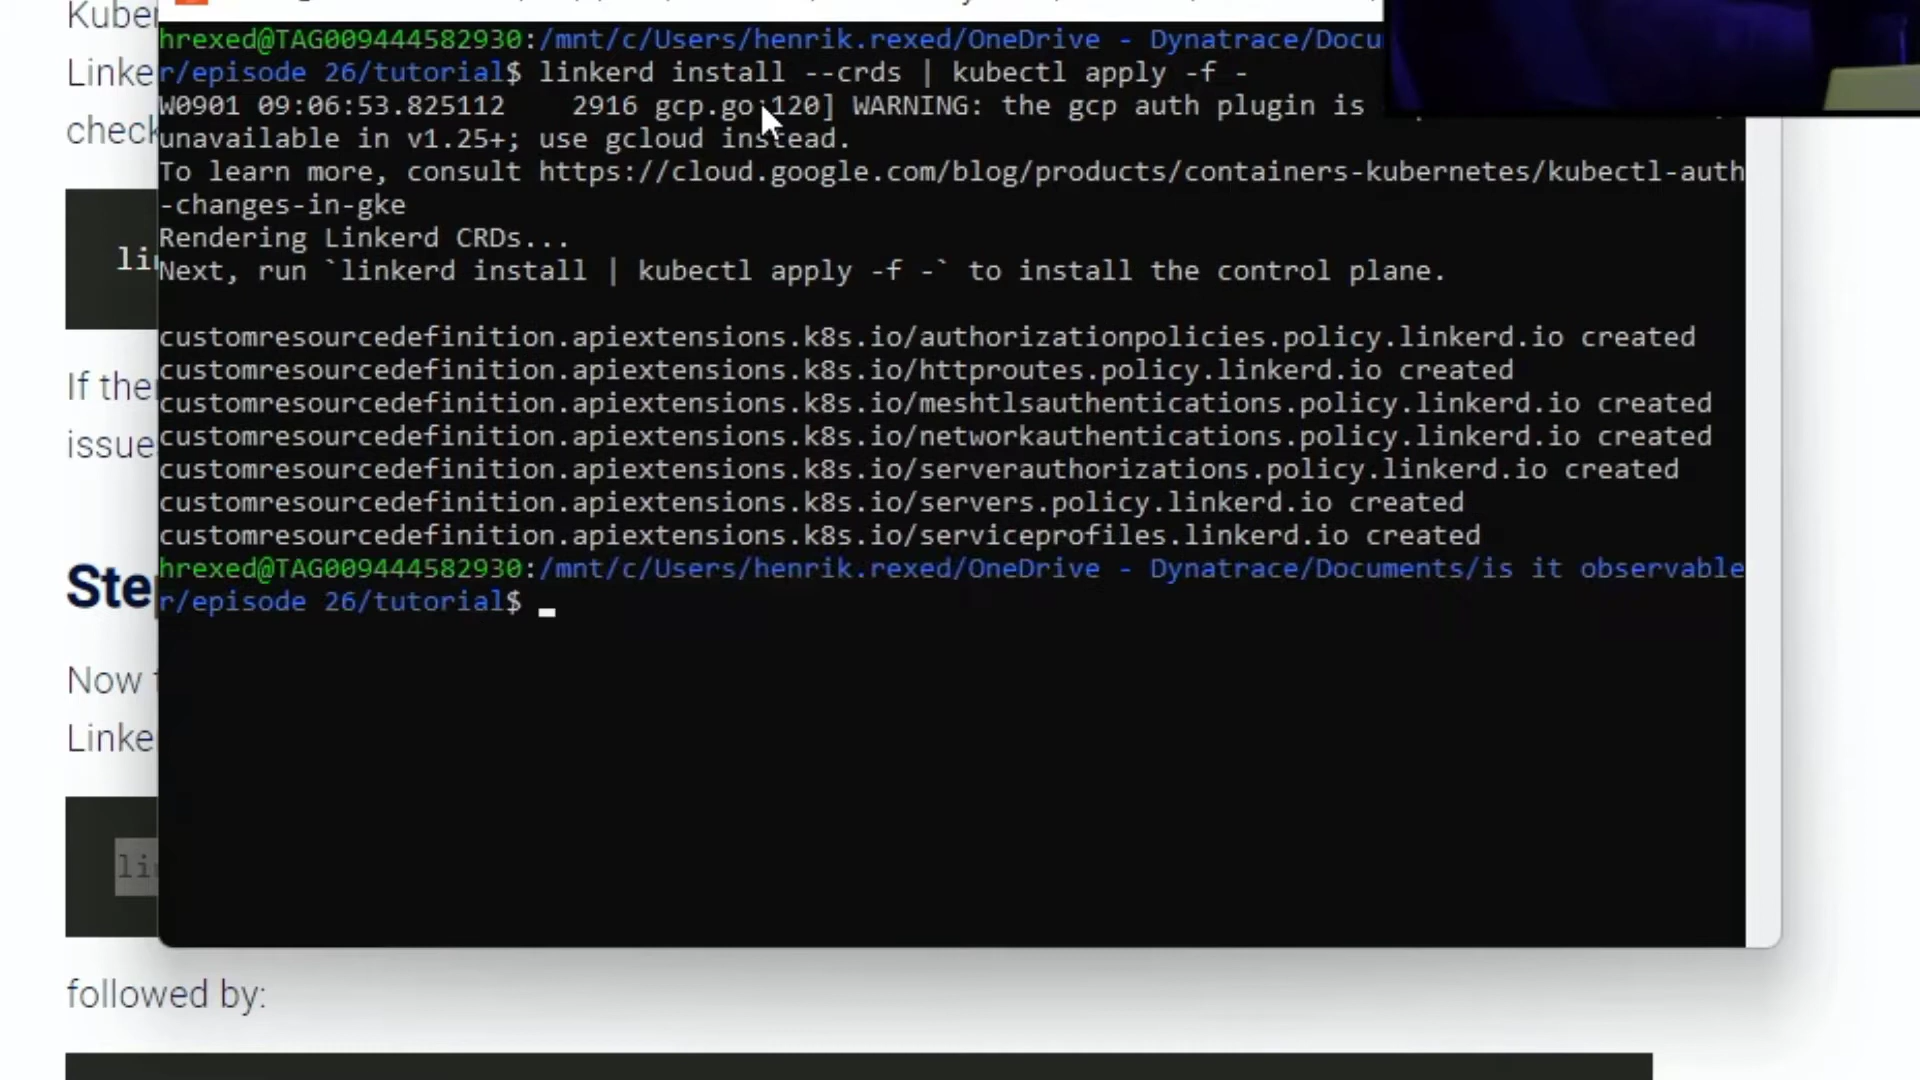 Kuber
hrexed@TAG009444582930:/mnt/c/Users/henrik.rexed/OneDrive - Dynatrace/Docu
Linke
r/episode 26/tutorial$ linkerd install --crds | kubectl apply -f -
W0901 09:06:53.825112    2916 gcp.go:120] WARNING: the gcp auth plugin is
check
unavailable in v1.25+; use gcloud instead.
To learn more, consult https://cloud.google.com/blog/products/containers-kubernetes/kubectl-auth
-changes-in-gke
Rendering Linkerd CRDs...
li
Next, run `linkerd install | kubectl apply -f -` to install the control plane.
customresourcedefinition.apiextensions.k8s.io/authorizationpolicies.policy.linkerd.io created
customresourcedefinition.apiextensions.k8s.io/httproutes.policy.linkerd.io created
If the
customresourcedefinition.apiextensions.k8s.io/meshtlsauthentications.policy.linkerd.io created
customresourcedefinition.apiextensions.k8s.io/networkauthentications.policy.linkerd.io created
issue
customresourcedefinition.apiextensions.k8s.io/serverauthorizations.policy.linkerd.io created
customresourcedefinition.apiextensions.k8s.io/servers.policy.linkerd.io created
customresourcedefinition.apiextensions.k8s.io/serviceprofiles.linkerd.io created
hrexed@TAG009444582930:/mnt/c/Users/henrik.rexed/OneDrive - Dynatrace/Documents/is it observable
Ste
r/episode 26/tutorial$
Now
Linke
li
followed by: